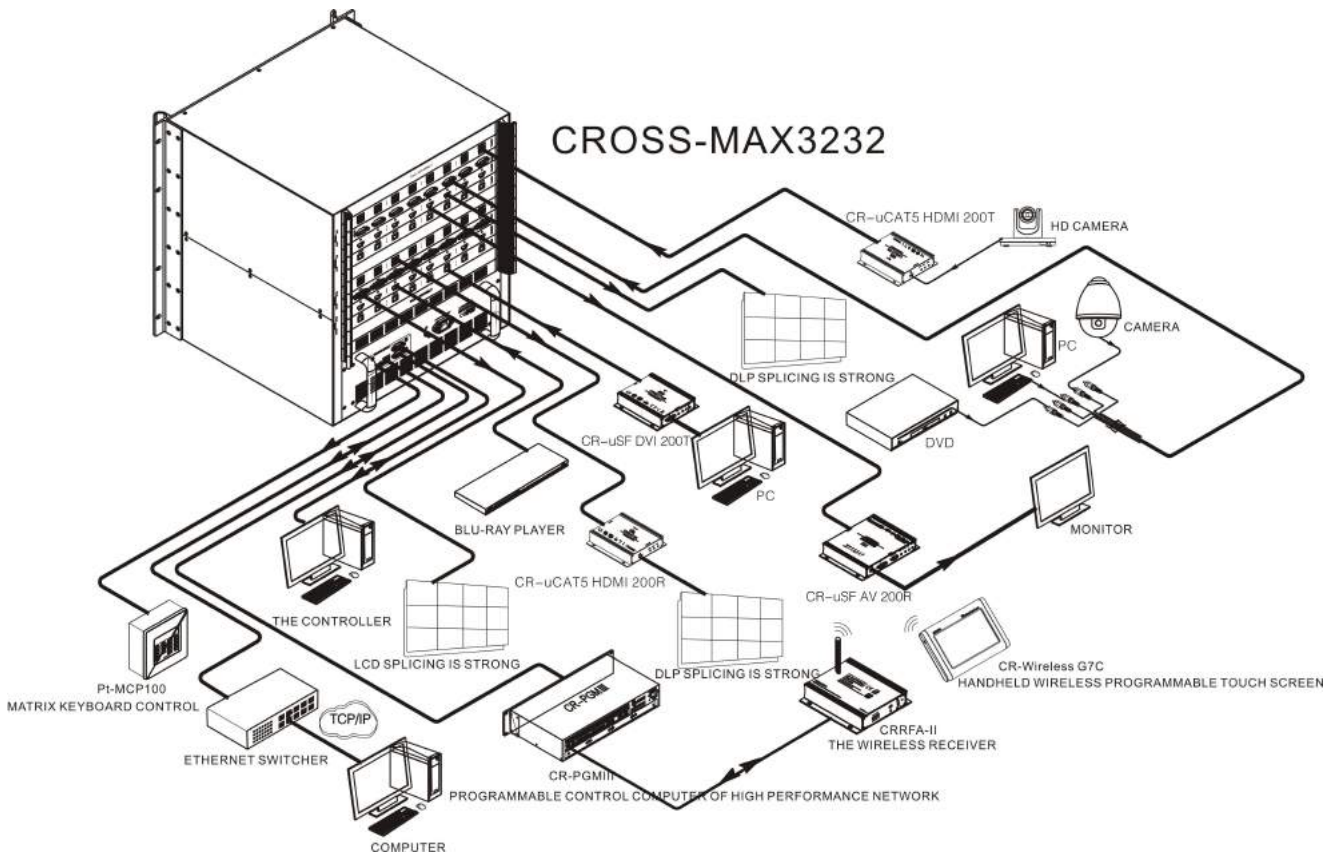 CROSS-MAX3232
CR-uCAT5 HDMI 200T
HD CAMERA
CAMERA
PC
DLP SPLICING IS STRONG
DVD
CR-uSF DVI 200T
PC
MONITOR
BLU-RAY PLAYER
CR-uCAT5 HDMI 200R
CR-uSF AV 200R
THE CONTROLLER
LCD SPLICING IS STRONG
DLP SPLICING IS STRONG
CR-Wireless G7C
HANDHELD WIRELESS PROGRAMMABLE TOUCH SCREEN
Pt-MCP100
MATRIX KEYBOARD CONTROL
CR-PGMIII
TCP/IP
CRRFA-II
THE WIRELESS RECEIVER
ETHERNET SWITCHER
CR-PGMIII
PROGRAMMABLE CONTROL COMPUTER OF HIGH PERFORMANCE NETWORK
COMPUTER